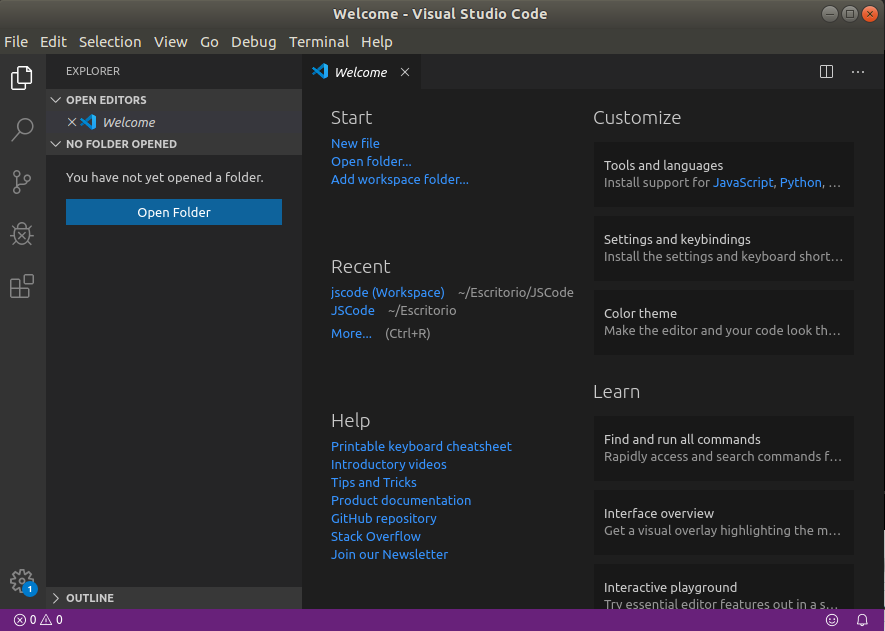 Welcome - Visual Studio Code
File Edit Selection View Go Debug Terminal Help
EXPLORER
OPEN EDITORS
Welcome
NO FOLDER OPENED
You have not yet opened a folder.
Open Folder
OUTLINE
1
Welcome
Start
New file
Open folder...
Add workspace folder...
Recent
jscode (Workspace) ~/Escritorio/JSCode
JSCode ~/Escritorio
More... (Ctrl+R)
Help
Printable keyboard cheatsheet
Introductory videos
Tips and Tricks
Product documentation
GitHub repository
Stack Overflow
Join our Newsletter
Customize
Tools and languages
Install support for JavaScript, Python, ...
Settings and keybindings
Install the settings and keyboard short...
Color theme
Make the editor and your code look th...
Learn
Find and run all commands
Rapidly access and search commands f...
Interface overview
Get a visual overlay highlighting the m...
Interactive playground
Try essential editor features out in a s...
0 0